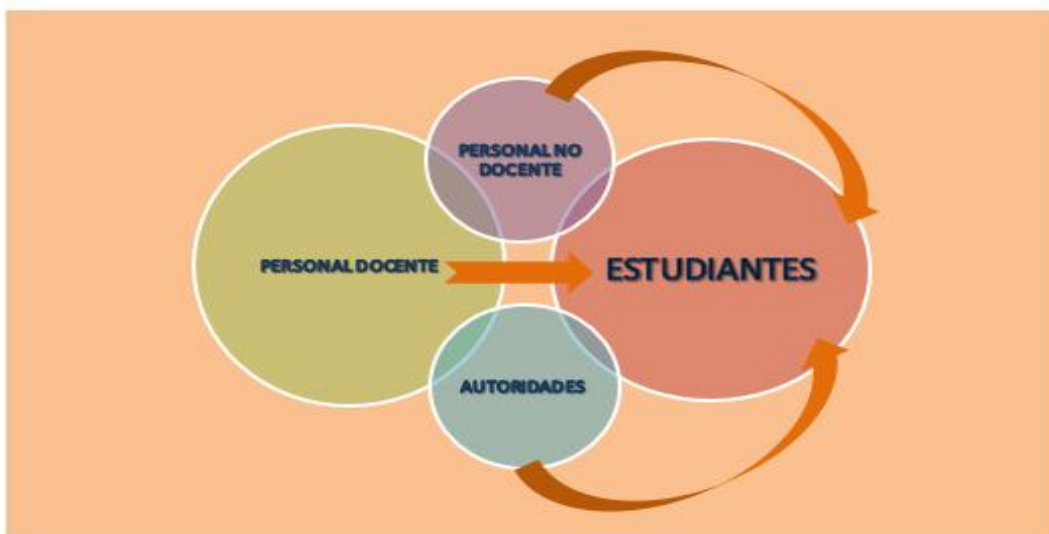 PERSONAL NO
DOCENTE
PERSONAL DOCENTE
ESTUDIANTES
AUTORIDADES